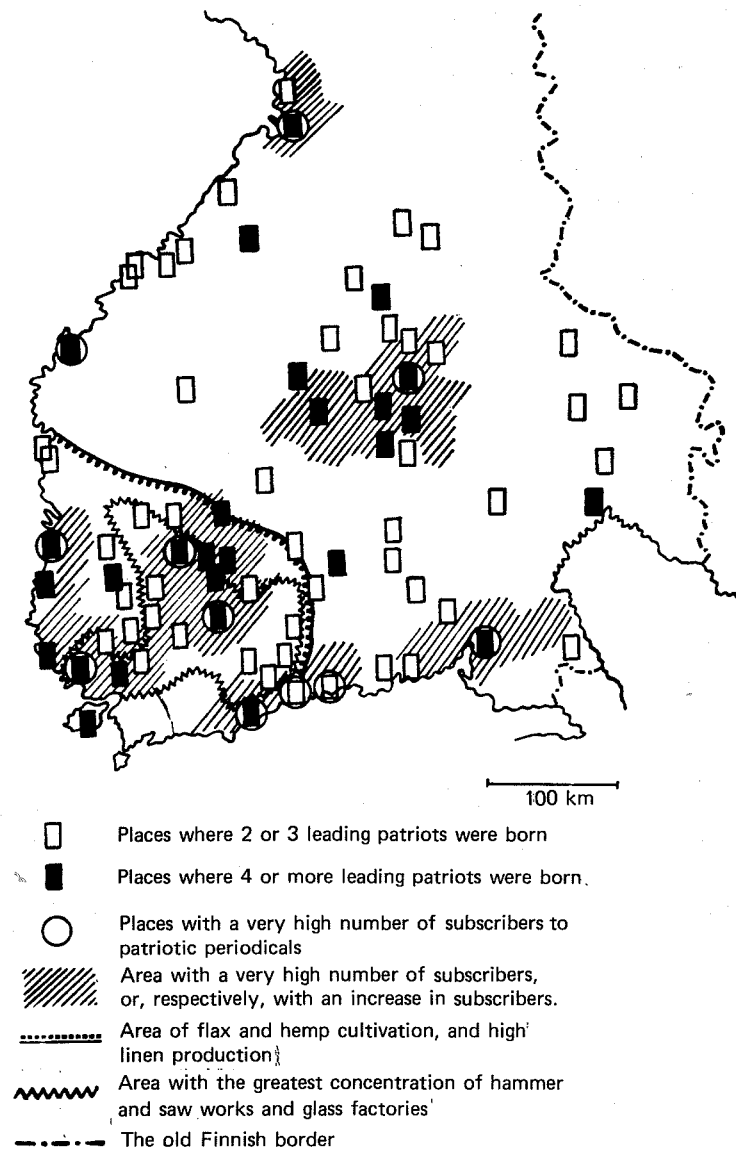 100 km
Places where 2 or 3 leading patriots were born
Places where 4 or more leading patriots were born.
Places with a very high number of subscribers to
patriotic periodicals
Area with a very high number of subscribers,
or, respectively, with an increase in subscribers.
Area of flax and hemp cultivation, and high
linen production
Area with the greatest concentration of hammer
and saw works and glass factories
The old Finnish border